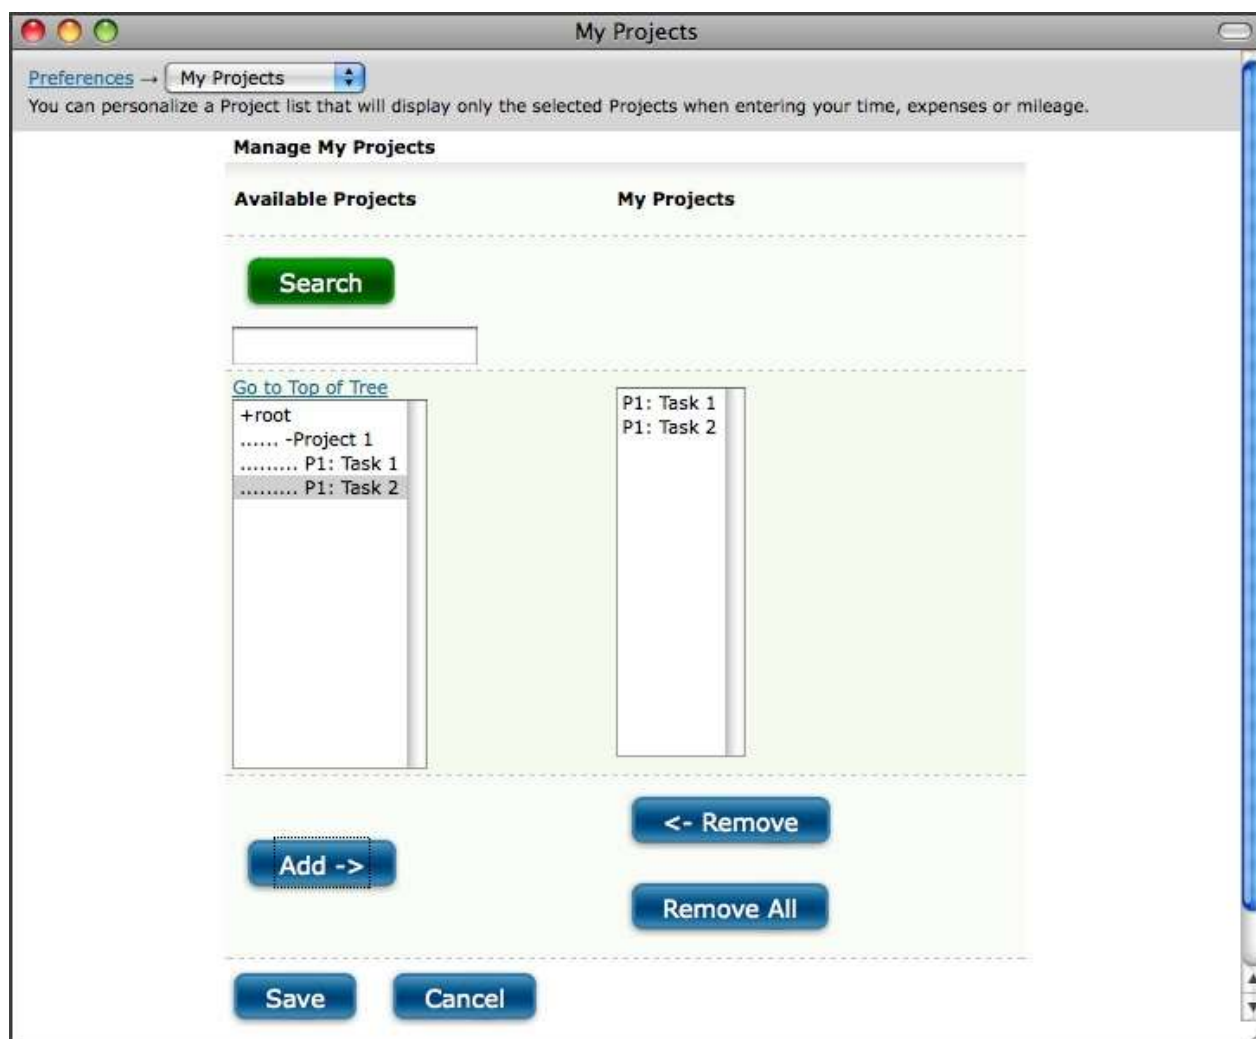 My Projects
Preferences → My Projects
You can personalize a Project list that will display only the selected Projects when entering your time, expenses or mileage.
Manage My Projects
Available Projects My Projects
Search
Go to Top of Tree
+root
...... -Project 1
......... P1: Task 1
......... P1: Task 2
P1: Task 1
P1: Task 2
Add ->
<- Remove
Remove All
Save Cancel